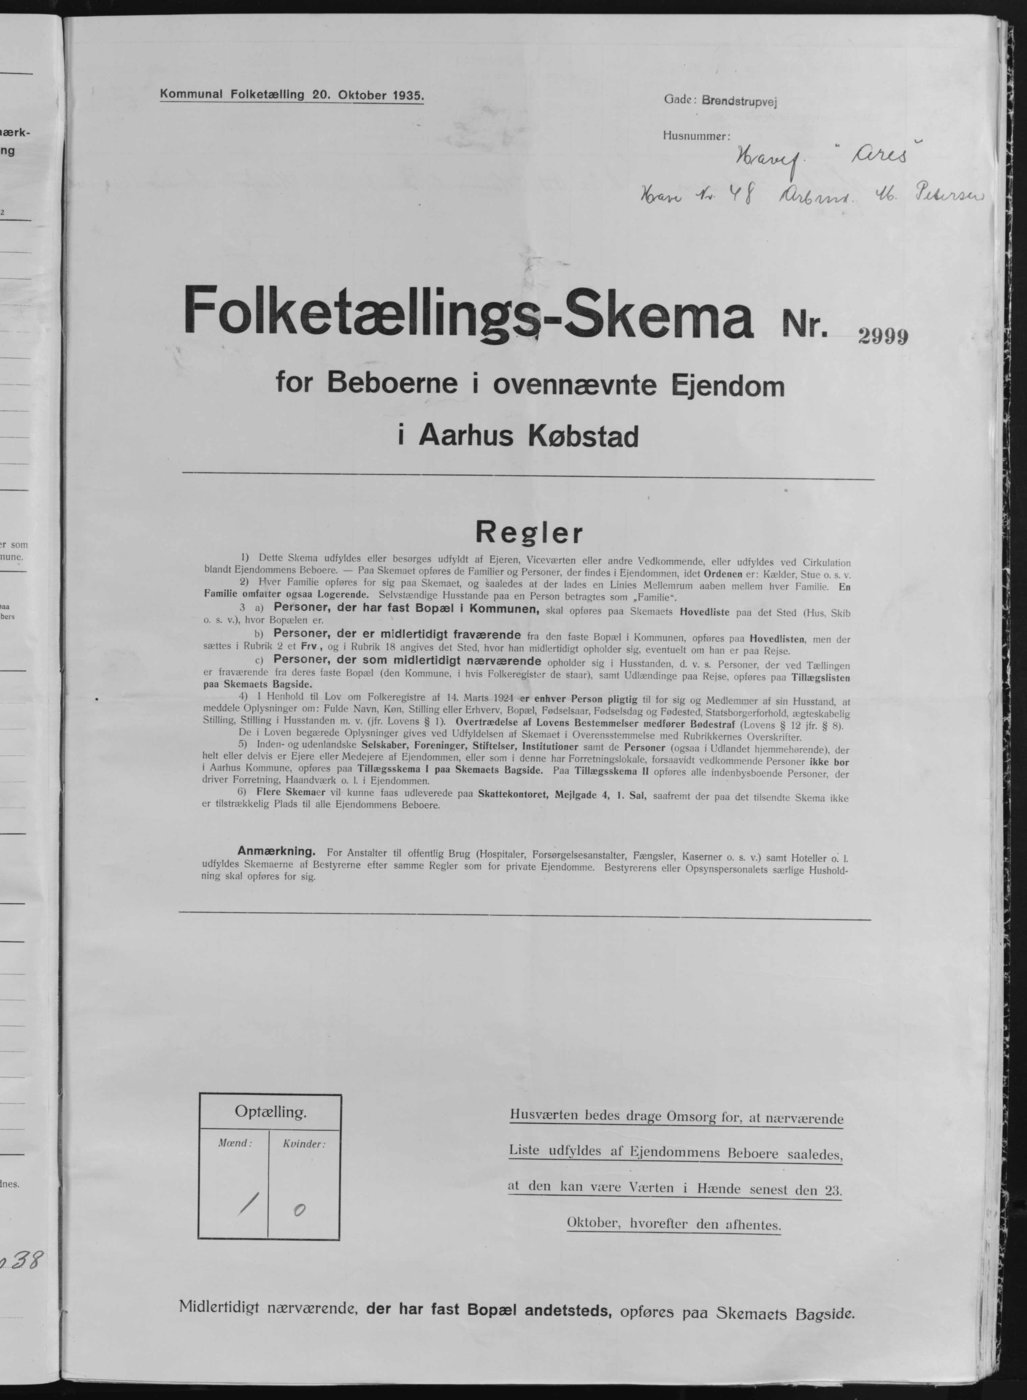 Kommunal Folketælling 20. Oktober 1935.
Gade: Brendstrupvej
Husnummer:
Havef. "Ares"
Have Nr. 48 Arbmd. M. Petersen
Folketællings-Skema Nr. 2999
for Beboerne i ovennævnte Ejendom
i Aarhus Købstad
Regler
1) Dette Skema udfyldes eller besørges udfyldt af Ejeren, Viceværten eller andre Vedkommende, eller udfyldes ved Cirkulation
blandt Ejendommens Beboere. — Paa Skemaet opføres de Familier og Personer, der findes i Ejendommen, idet Ordenen er: Kælder, Stue o. s. v.
2) Hver Familie opføres for sig paa Skemaet, og saaledes at der lades en Linies Mellemrum aaben mellem hver Familie. En
Familie omfatter ogsaa Logerende. Selvstændige Husstande paa en Person betragtes som „Familie“.
3 a) Personer, der har fast Bopæl i Kommunen, skal opføres paa Skemaets Hovedliste paa det Sted (Hus, Skib
o. s. v.), hvor Bopælen er.
b) Personer, der er midlertidigt fraværende fra den faste Bopæl i Kommunen, opføres paa Hovedlisten, men der
sættes i Rubrik 2 et Frv., og i Rubrik 18 angives det Sted, hvor han midlertidigt opholder sig, eventuelt om han er paa Rejse.
c) Personer, der som midlertidigt nærværende opholder sig i Husstanden, d. v. s. Personer, der ved Tællingen
er fraværende fra deres faste Bopæl (den Kommune, i hvis Folkeregister de staar), samt Udlændinge paa Rejse, opføres paa Tillægslisten
paa Skemaets Bagside.
4) I Henhold til Lov om Folkeregistre af 14. Marts 1924 er enhver Person pligtig til for sig og Medlemmer af sin Husstand, at
meddele Oplysninger om: Fulde Navn, Køn, Stilling eller Erhverv, Bopæl, Fødselsaar, Fødselsdag og Fødested, Statsborgerforhold, ægteskabelig
Stilling, Stilling i Husstanden m. v. (jfr. Lovens § 1). Overtrædelse af Lovens Bestemmelser medfører Bødestraf (Lovens § 12 jfr. § 8).
De i Loven begærede Oplysninger gives ved Udfyldelsen af Skemaet i Overensstemmelse med Rubrikkernes Overskrifter.
5) Inden- og udenlandske Selskaber, Foreninger, Stiftelser, Institutioner samt de Personer (ogsaa i Udlandet hjemmehørende), der
helt eller delvis er Ejere eller Medejere af Ejendommen, eller som i denne har Forretningslokale, forsaavidt vedkommende Personer ikke bor
i Aarhus Kommune, opføres paa Tillægsskema I paa Skemaets Bagside. Paa Tillægsskema II opføres alle indenbysboende Personer, der
driver Forretning, Haandværk o. l. i Ejendommen.
6) Flere Skemaer vil kunne faas udleverede paa Skattekontoret, Mejlgade 4, 1. Sal, saafremt der paa det tilsendte Skema ikke
er tilstrækkelig Plads til alle Ejendommens Beboere.
Anmærkning. For Anstalter til offentlig Brug (Hospitaler, Forsørgelsesanstalter, Fængsler, Kaserner o. s. v.) samt Hoteller o. l.
udfyldes Skemaerne af Bestyrerne efter samme Regler som for private Ejendomme. Bestyrerens eller Opsynspersonalets særlige Hushold-
ning skal opføres for sig.
Optælling.
Mænd: Kvinder:
1 0
Husværten bedes drage Omsorg for, at nærværende
Liste udfyldes af Ejendommens Beboere saaledes,
at den kan være Værten i Hænde senest den 23.
Oktober, hvorefter den afhentes.
Midlertidigt nærværende, der har fast Bopæl andetsteds, opføres paa Skemaets Bagside.